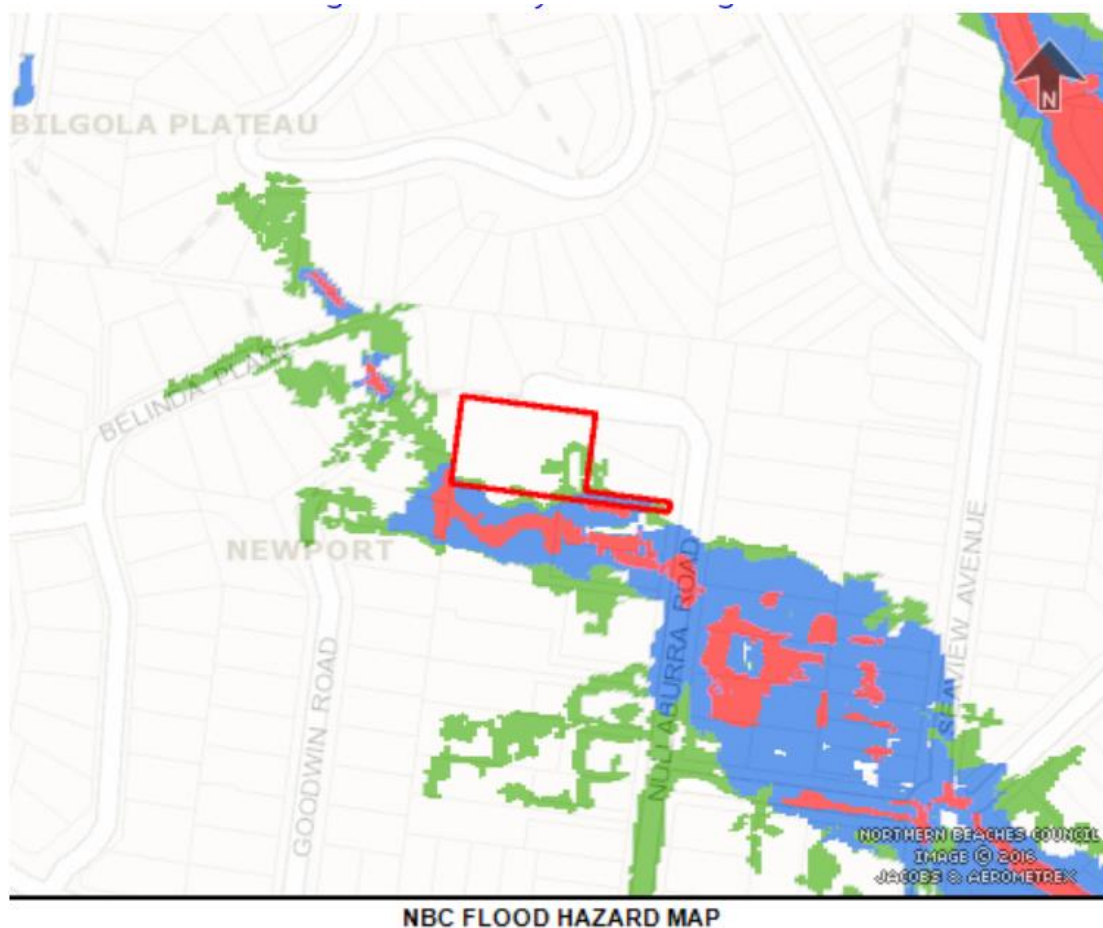 N
BILGOLA PLATEAU
BELINDA PLACE
NEWPORT
GOODWIN ROAD
NULLABURRA ROAD
SEAVIEW AVENUE
SEAVIEW
NORTHERN BEACHES COUNCIL
IMAGE © 2016
JACOBS & AEROMETREX
NBC FLOOD HAZARD MAP